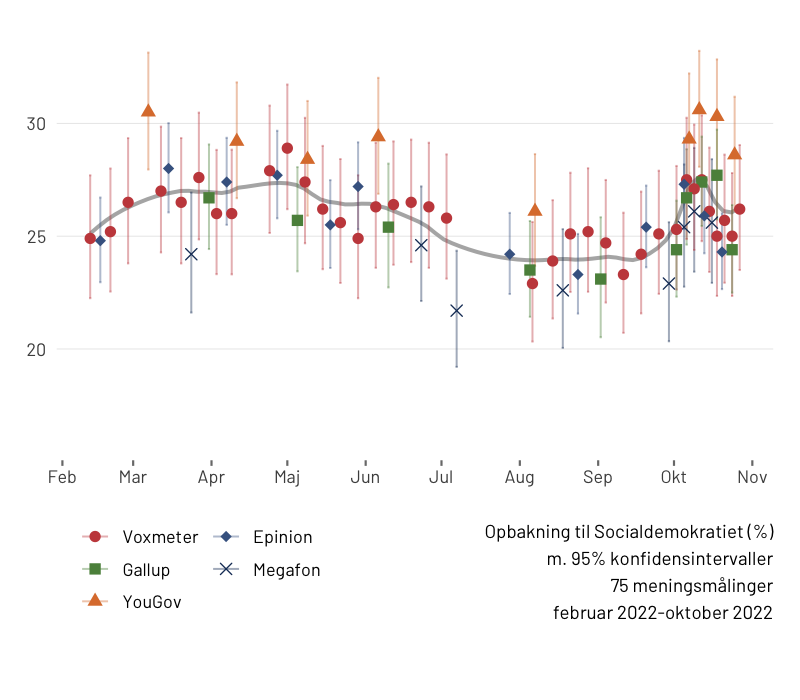 30
25
20
Feb Mar Apr Maj Jun Jul Aug Sep Okt Nov
Voxmeter Epinion
Gallup Megafon
YouGov
Opbakning til Socialdemokratiet (%)
m. 95% konfidensintervaller
75 meningsmålinger
februar 2022-oktober 2022